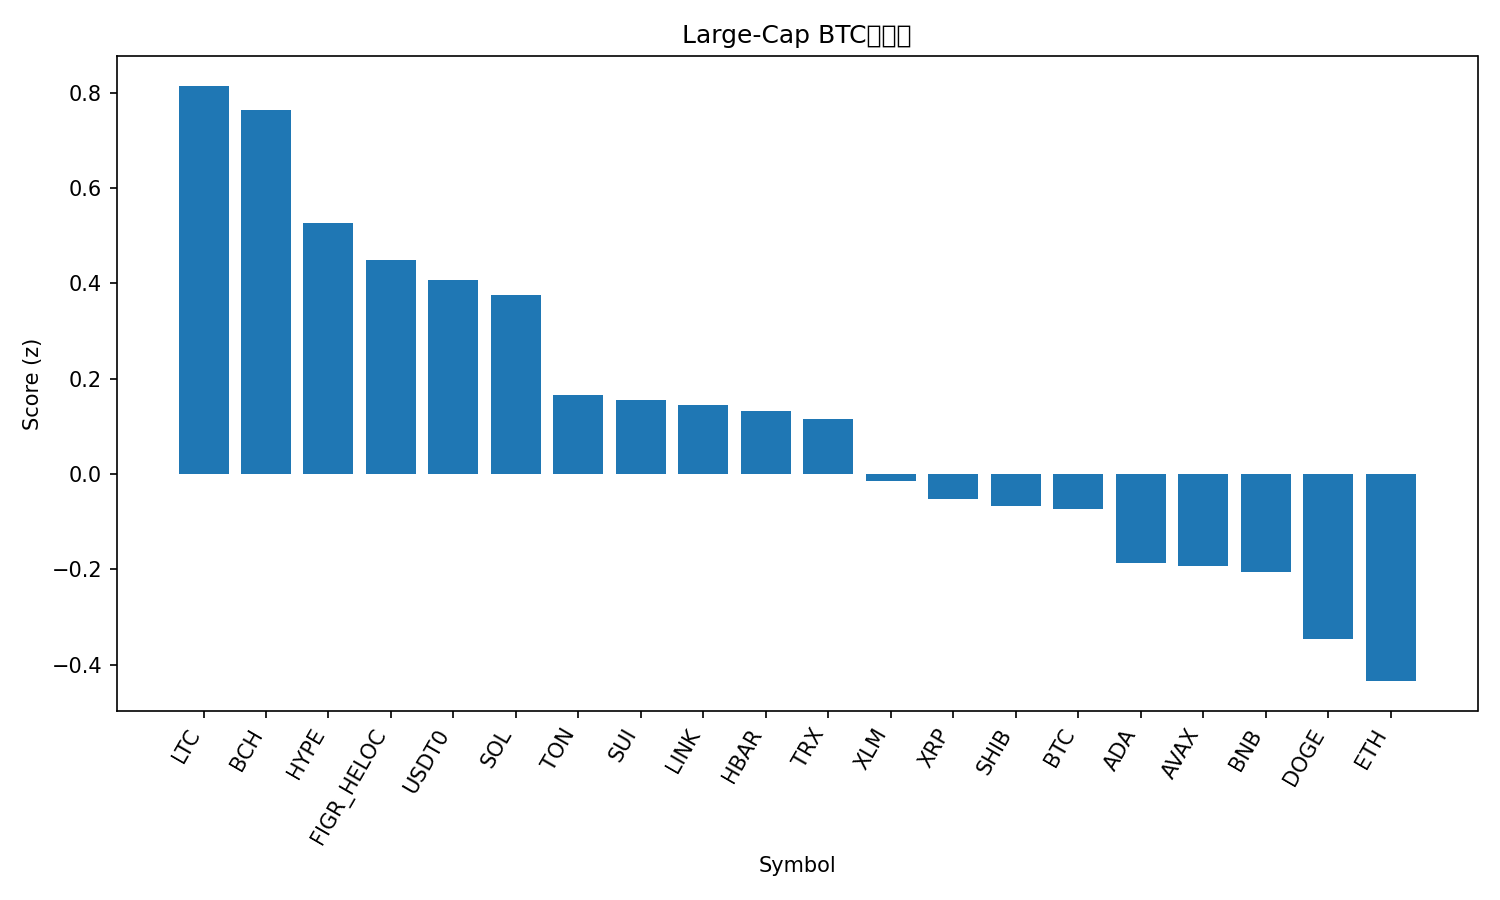 Large-Cap BTC
0.8
0.6
0.4
0.2
0.0
−0.2
−0.4
Score (z)
LTC
BCH
HYPE
FIGR_HELOC
USDT0
SOL
TON
SUI
LINK
HBAR
TRX
XLM
XRP
SHIB
BTC
ADA
AVAX
BNB
DOGE
ETH
Symbol